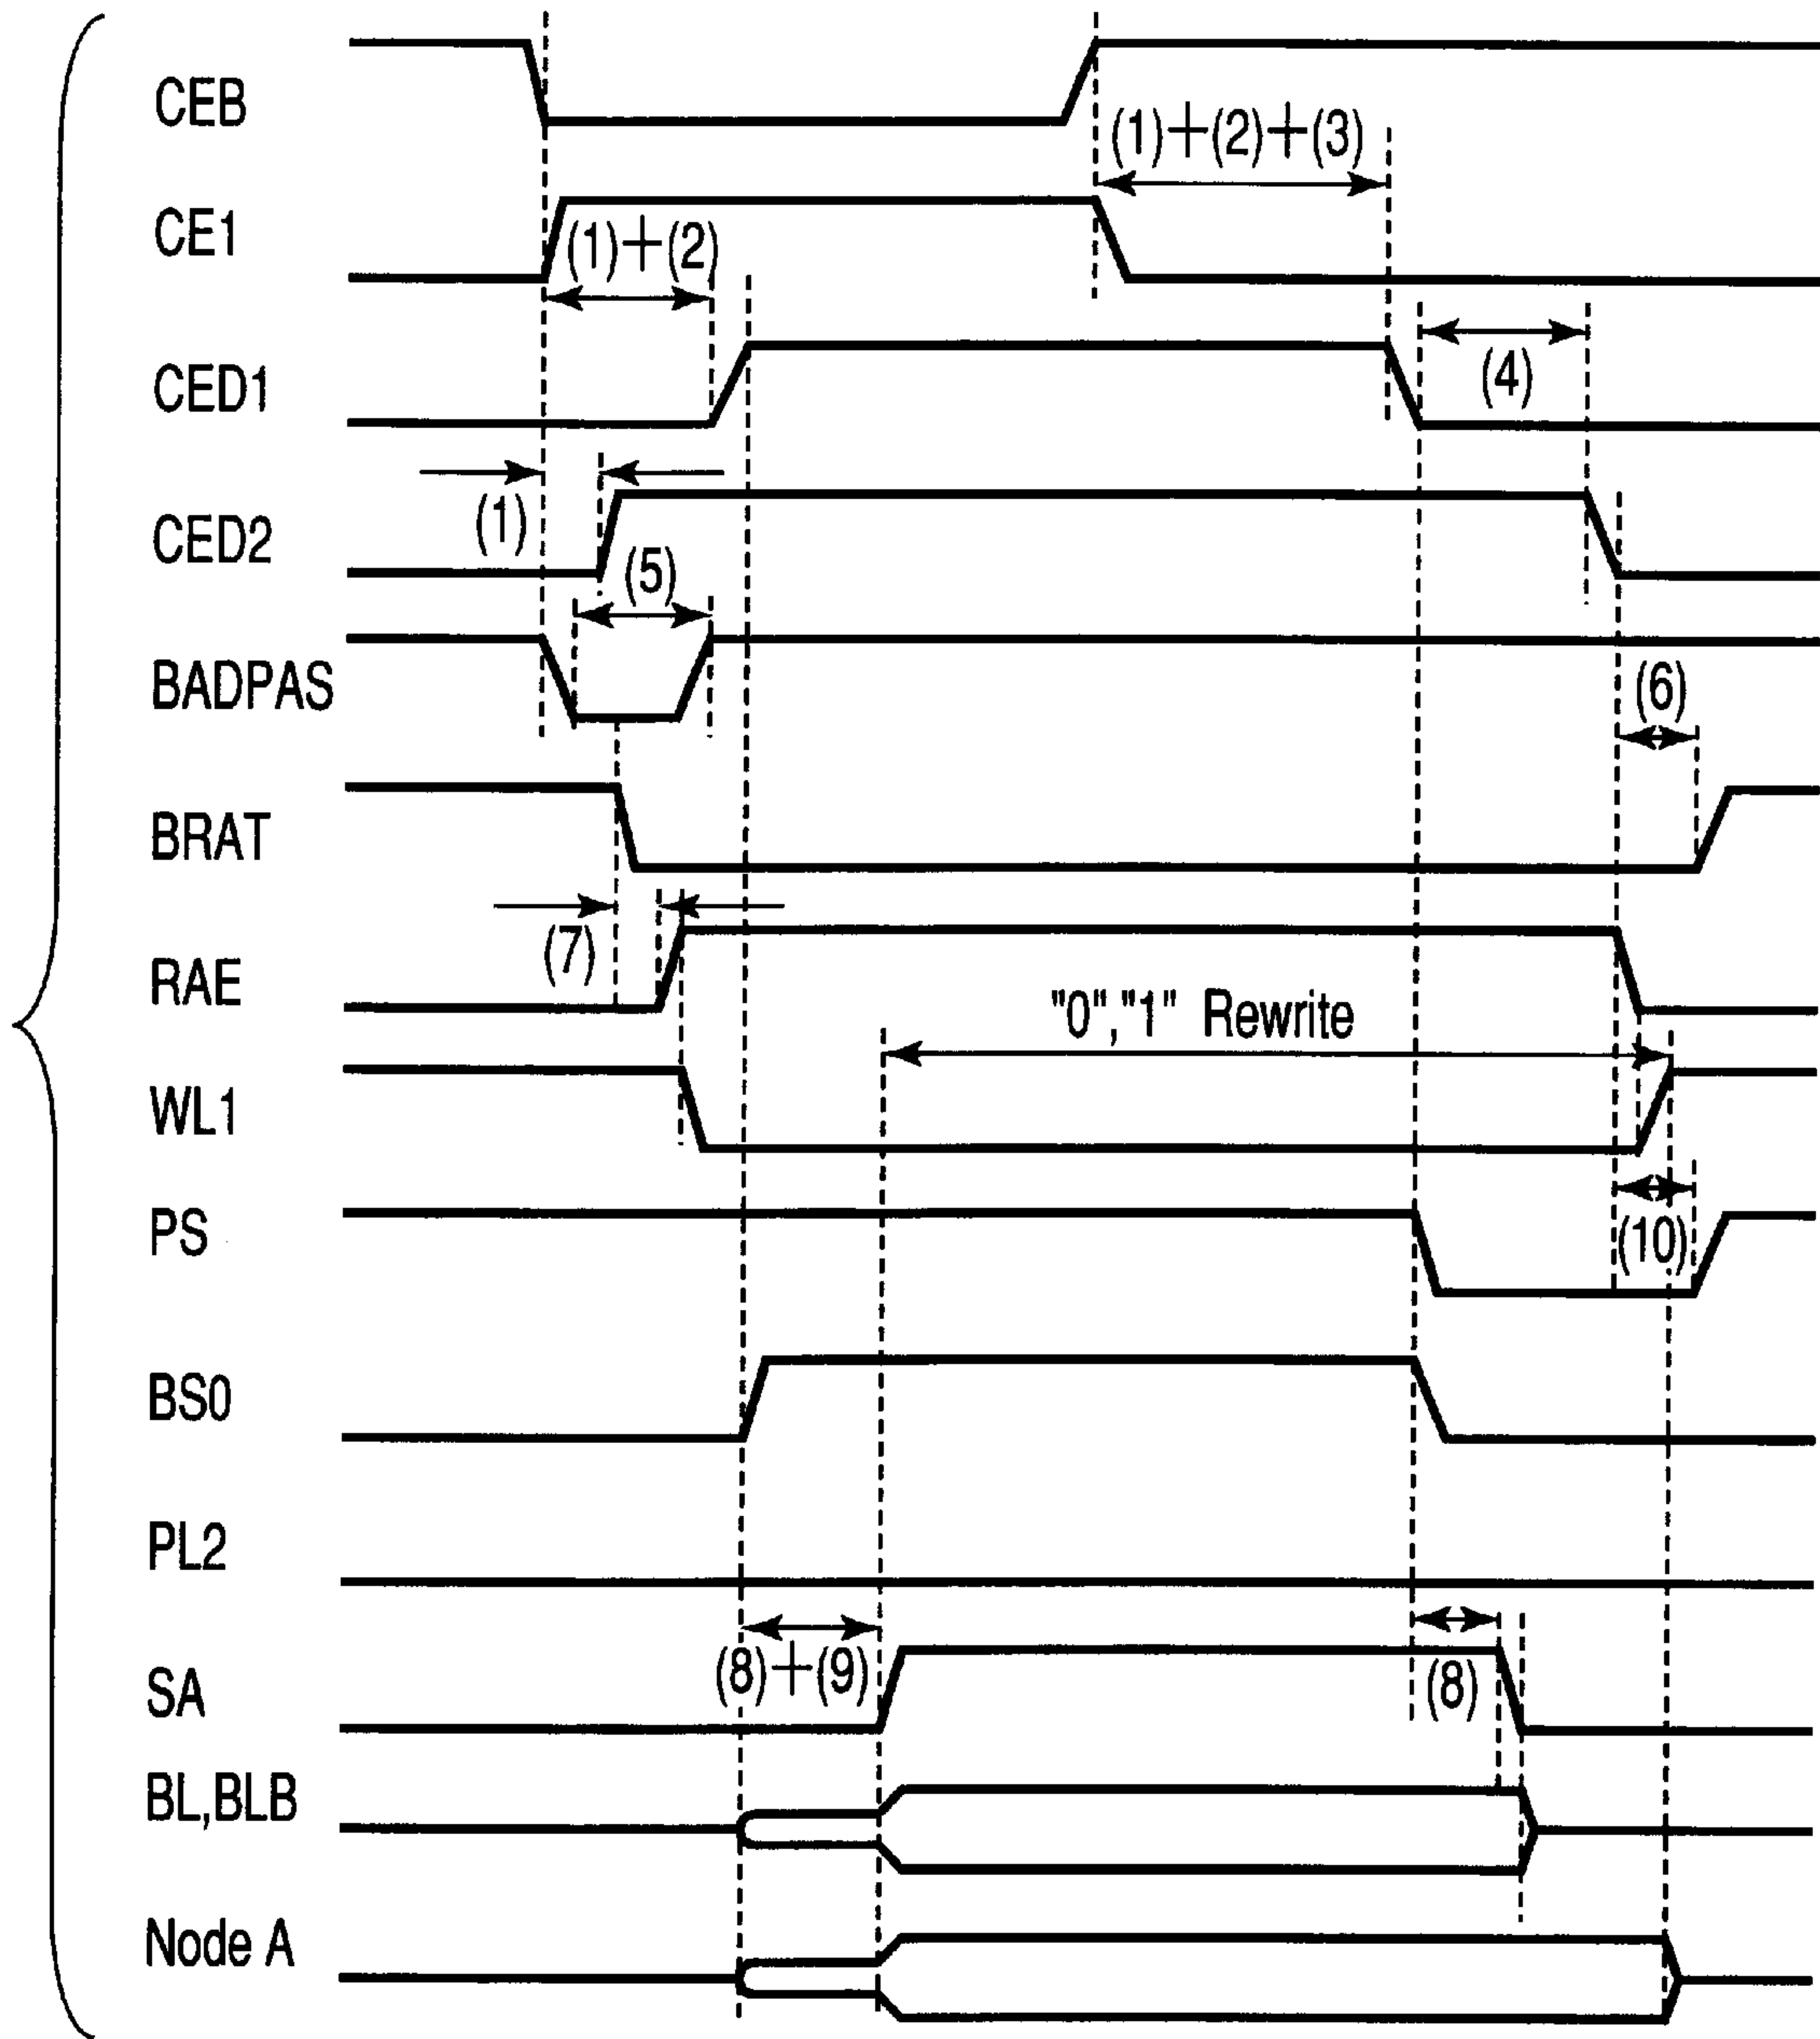 CEB
(1)+(2)+(3)
CE1
(1)+(2)
CED1
(4)
CED2
(1)
(5)
BADPAS
(6)
BRAT
RAE
(7)
"0","1" Rewrite
WL1
PS
(10)
BS0
PL2
SA
(8)+(9)
(8)
BL,BLB
Node A